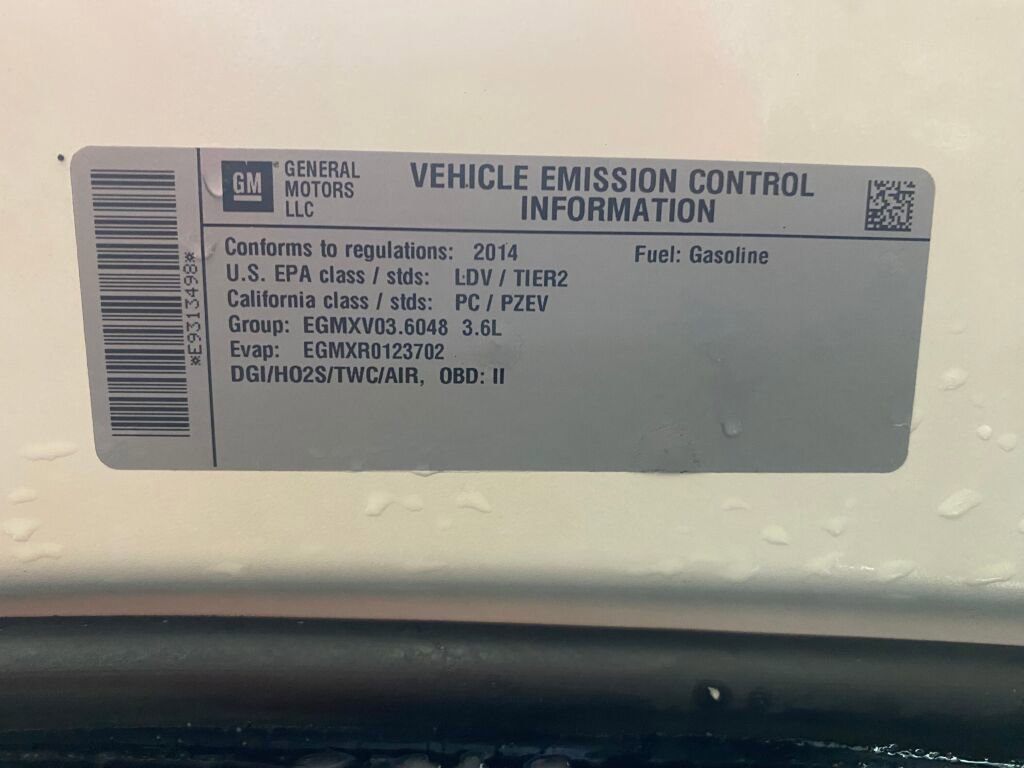 GM
GENERAL
MOTORS
LLC
VEHICLE EMISSION CONTROL
INFORMATION
*E9313498*
Conforms to regulations: 2014 Fuel: Gasoline
U.S. EPA class / stds: LDV / TIER2
California class / stds: PC / PZEV
Group: EGMXV03.6048 3.6L
Evap: EGMXR0123702
DGI/HO2S/TWC/AIR, OBD: II